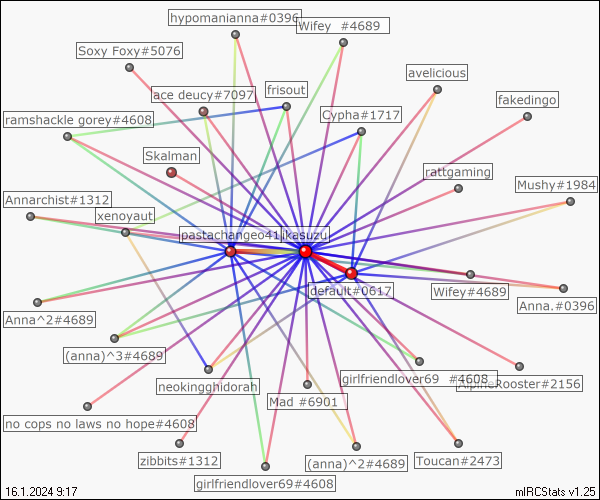 hypomanianna#0396
Wifey #4689
Soxy Foxy#5076
avelicious
ace deucy#7097
frisout
fakedingo
ramshackle gorey#4608
Cypha#1717
Skalman
rattgaming
Mushy#1984
Annarchist#1312
xenoyaut
pastachangeo41
ikasuzu
default#0617
Wifey#4689
Anna.#0396
Anna^2#4689
(anna)^3#4689
girlfriendlover69 #4608
AlpineRooster#2156
neokingghidorah
Mad #6901
no cops no laws no hope#4608
zibbits#1312
(anna)^2#4689
Toucan#2473
girlfriendlover69#4608
16.1.2024 9:17
mIRCStats v1.25